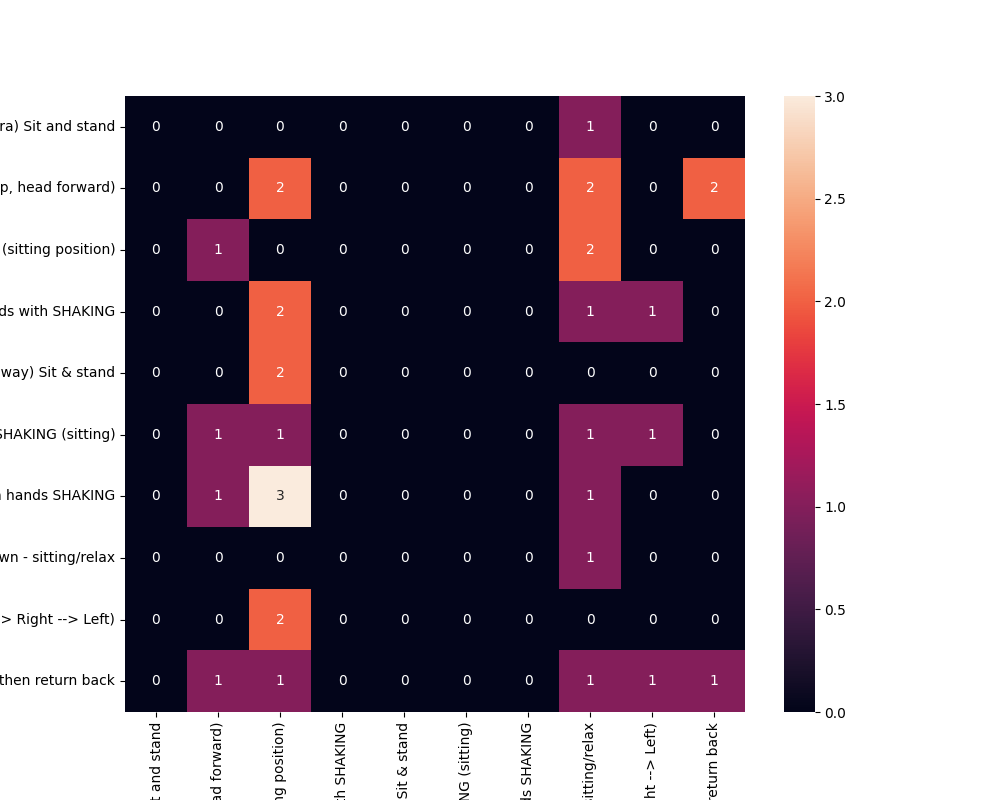 ra) Sit and stand 0 0 0 0 0 0 0 1 0 0
p, head forward) 0 0 2 0 0 0 0 2 0 2
(sitting position) 0 1 0 0 0 0 0 2 0 0
ds with SHAKING 0 0 2 0 0 0 0 1 1 0
way) Sit & stand 0 0 2 0 0 0 0 0 0 0
SHAKING (sitting) 0 1 1 0 0 0 0 1 1 0
hands SHAKING 0 1 3 0 0 0 0 1 0 0
wn - sitting/relax 0 0 0 0 0 0 0 1 0 0
> Right --> Left) 0 0 2 0 0 0 0 0 0 0
then return back 0 1 1 0 0 0 0 1 1 1
t and stand
ad forward)
ng position)
h SHAKING
Sit & stand
NG (sitting)
ds SHAKING
sitting/relax
ht --> Left)
return back
3.0
2.5
2.0
1.5
1.0
0.5
0.0